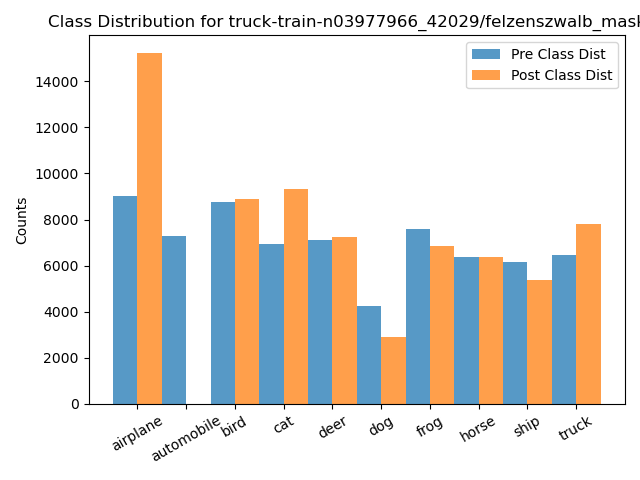 Class Distribution for truck-train-n03977966_42029/felzenszwalb_mask
Pre Class Dist
Post Class Dist
Counts
14000
12000
10000
8000
6000
4000
2000
0
airplane
automobile
bird
cat
deer
dog
frog
horse
ship
truck